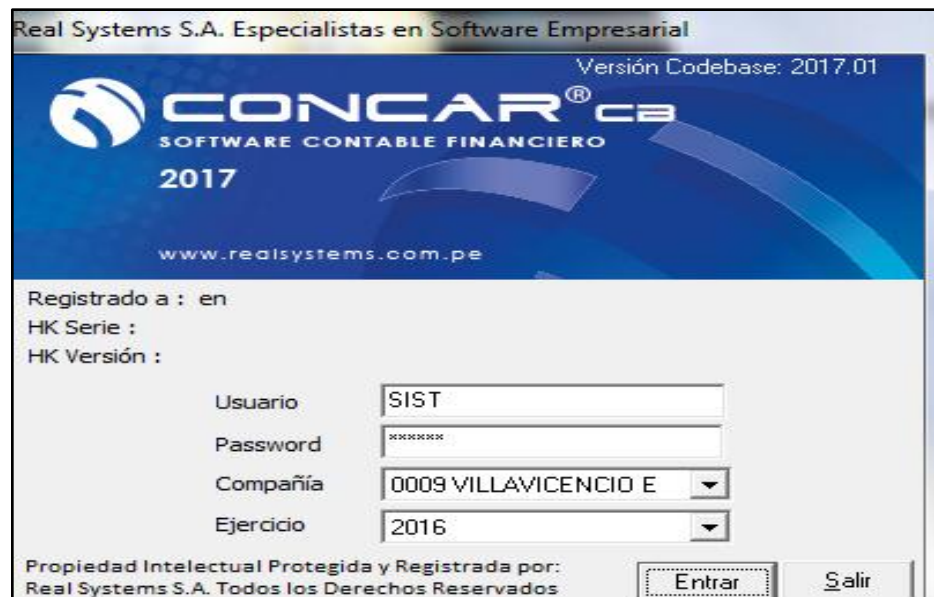 Real Systems S.A. Especialistas en Software Empresarial
Versión Codebase: 2017.01
CONCAR® CB
SOFTWARE CONTABLE FINANCIERO
2017
www.realsystems.com.pe
Registrado a : en
HK Serie :
HK Versión :
Usuario SIST
Password ××××××
Compañía 0009 VILLAVICENCIO E
Ejercicio 2016
Propiedad Intelectual Protegida y Registrada por:
Real Systems S.A. Todos los Derechos Reservados
Entrar Salir